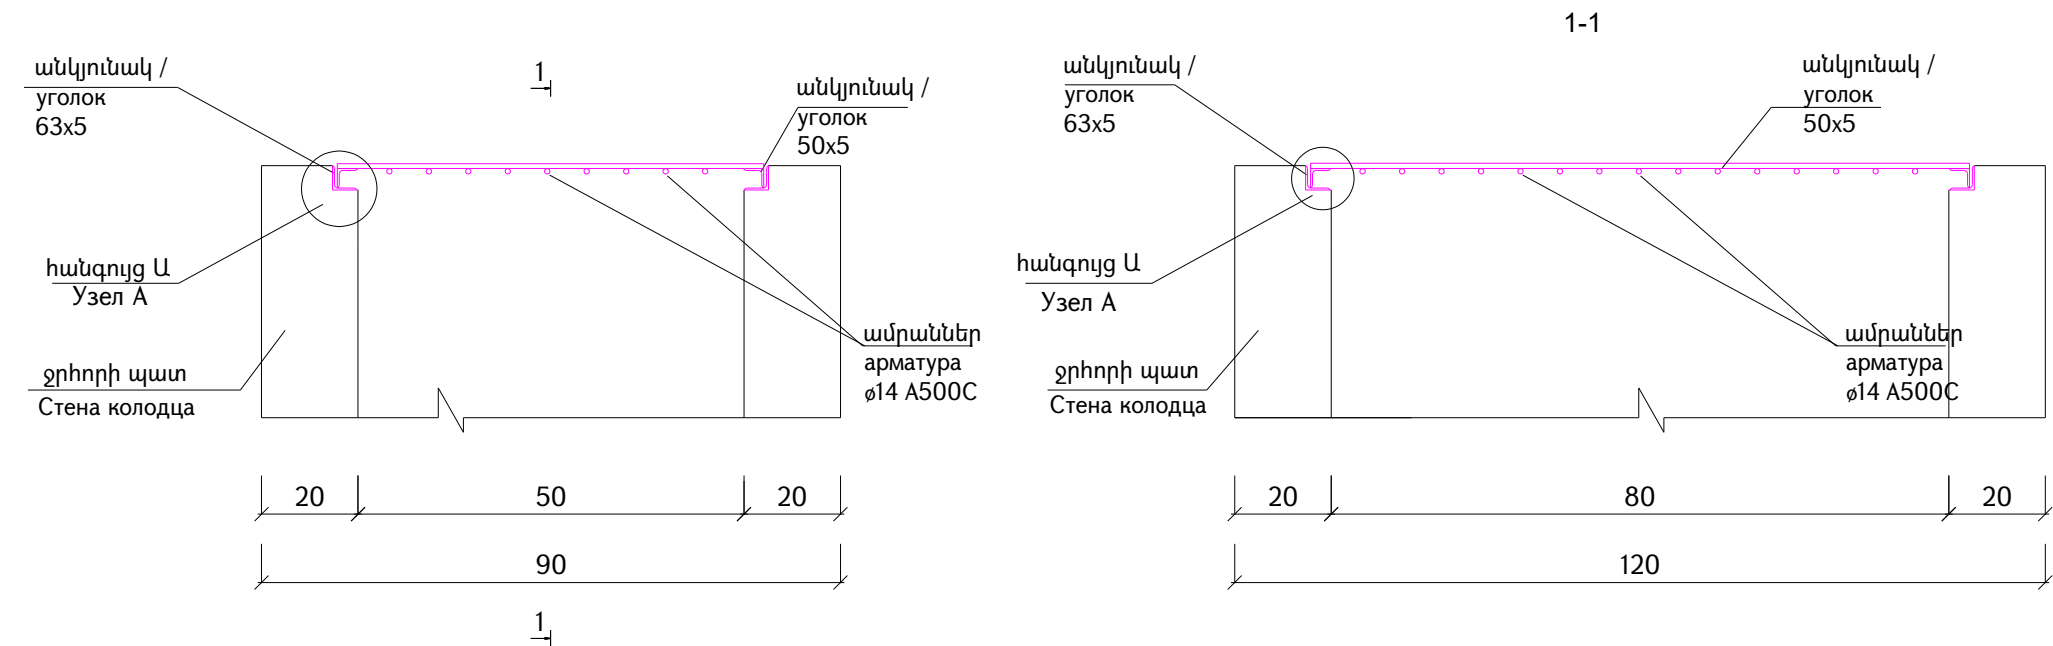 1-1
անկյունակ /
уголок
63x5
1
անկյունակ /
уголок
50x5
հանգույց Ա
Узел А
ջրհորի պատ
Стена колодца
ամրաններ
арматура
ø14 A500C
20
50
20
90
1
անկյունակ /
уголок
63x5
անկյունակ /
уголок
50x5
հանգույց Ա
Узел А
ջրհորի պատ
Стена колодца
ամրաններ
арматура
ø14 A500C
20
80
20
120